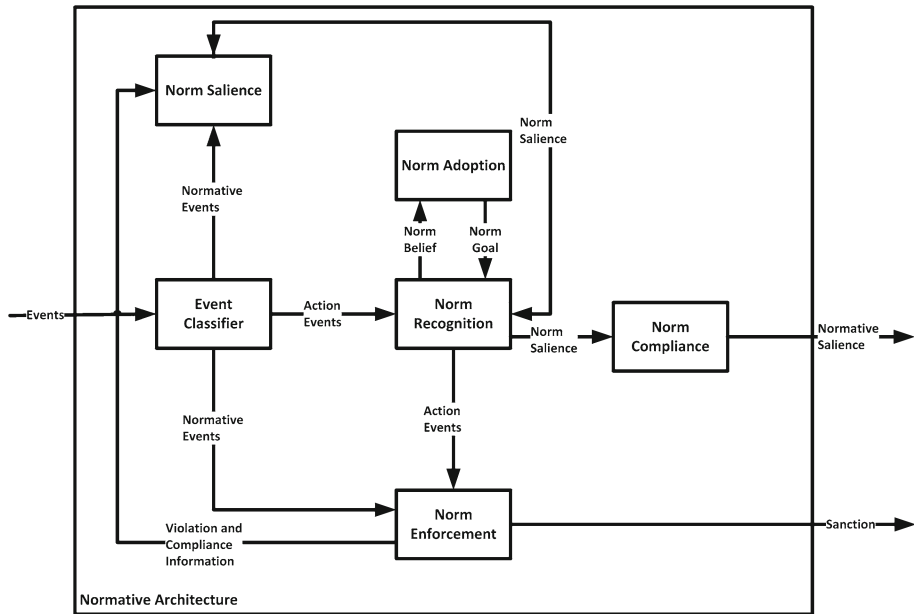 Norm Salience
Norm
Salience
Norm Adoption
Normative
Events
Norm
Belief
Norm
Goal
Events
Event
Classifier
Action
Events
Norm
Recognition
Norm
Salience
Norm
Compliance
Normative
Salience
Normative
Events
Action
Events
Norm
Enforcement
Sanction
Violation and
Compliance
Information
Normative Architecture